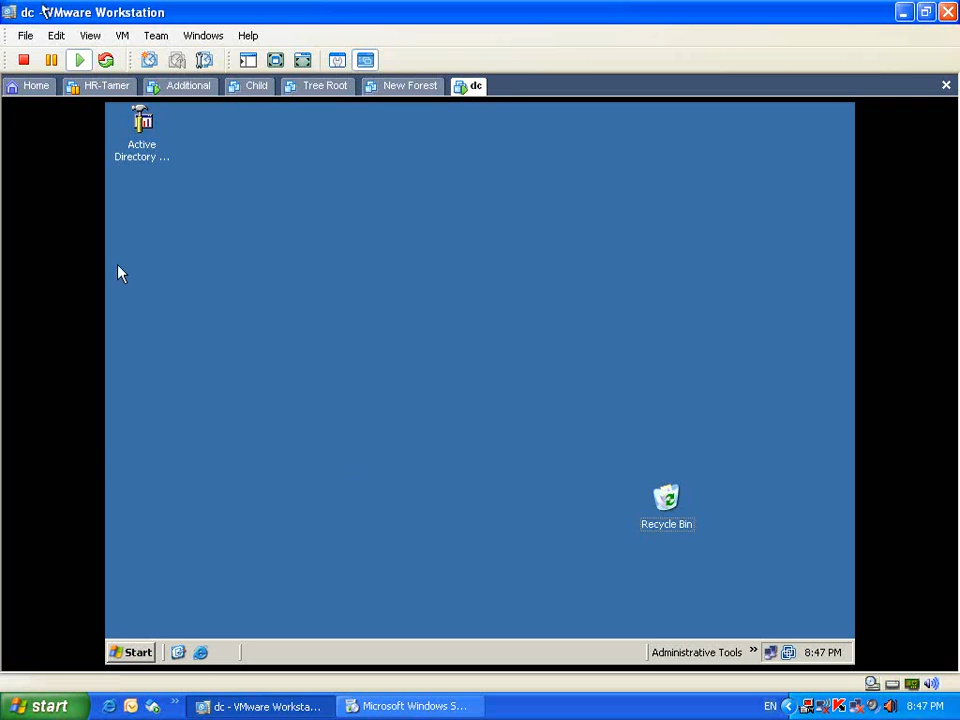 dc - VMware Workstation
File Edit View VM Team Windows Help
Home HR-Tamer Additional Child Tree Root New Forest dc
Active
Directory ...
Recycle Bin
Start Administrative Tools » 8:47 PM
start » dc - VMware Worksta... Microsoft Windows S... EN 8:47 PM